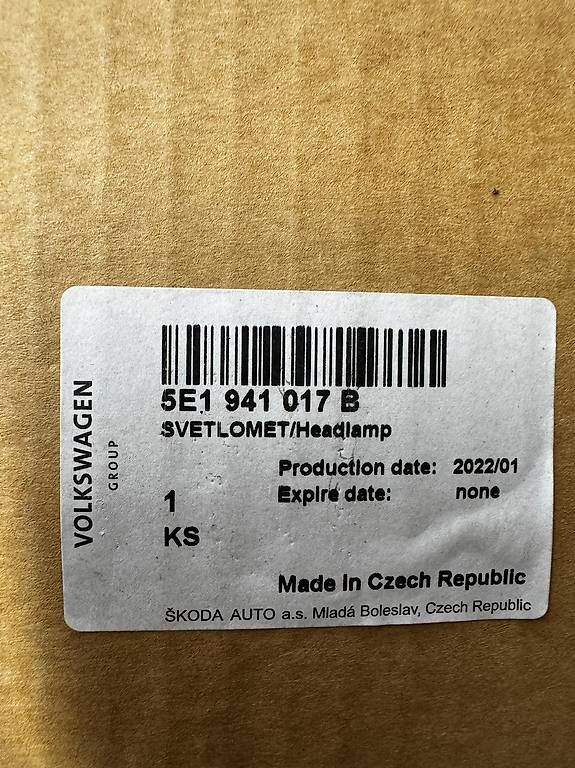 VOLKSWAGEN
GROUP
5E1 941 017 B
SVETLOMET/Headlamp
Production date: 2022/01
Expire date: none
1
KS
Made In Czech Republic
ŠKODA AUTO a.s. Mladá Boleslav, Czech Republic